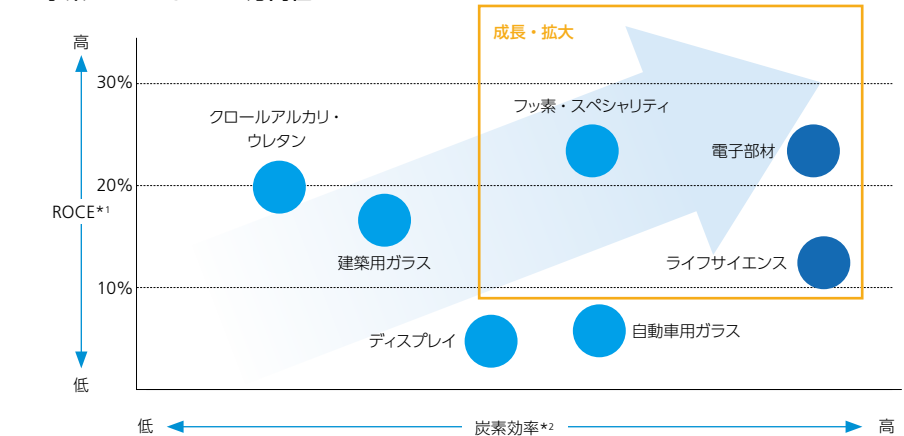 成長・拡大
高
30%
フッ素・スペシャリティ
クロールアルカリ・
ウレタン
電子部材
20%
ROCE*1
建築用ガラス
ライフサイエンス
10%
ディスプレイ
自動車用ガラス
低
低
炭素効率*2
高